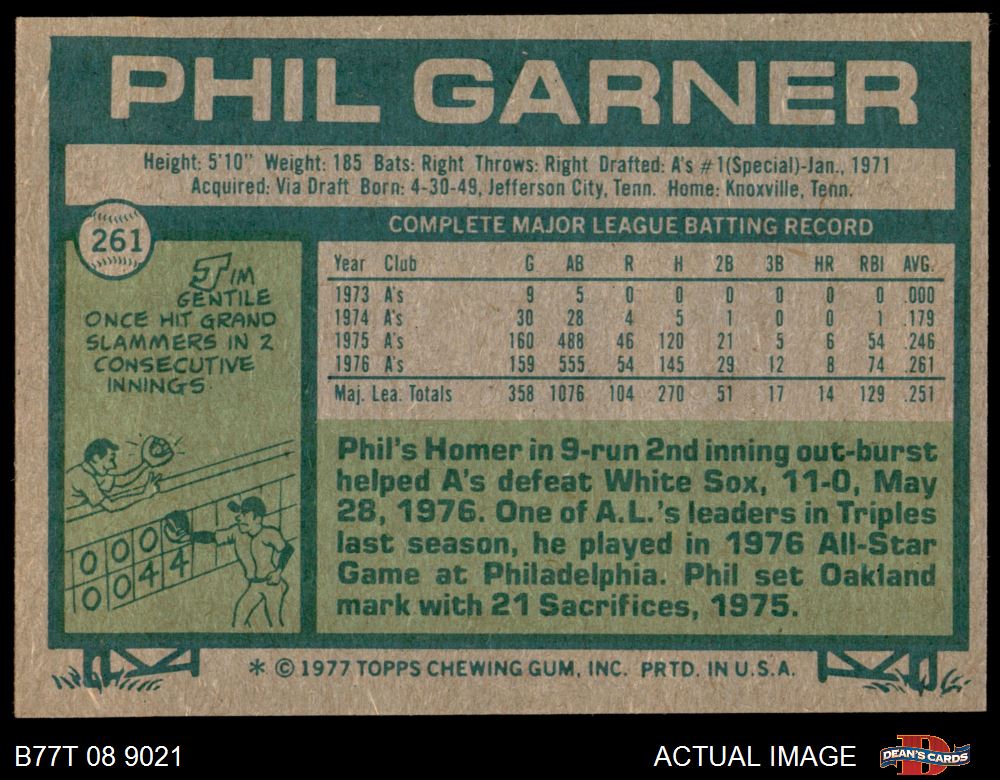 PHIL GARNER
Height: 5'10" Weight: 185 Bats: Right Throws: Right Drafted: A's #1(Special)-Jan., 1971
Acquired: Via Draft Born: 4-30-49, Jefferson City, Tenn. Home: Knoxville, Tenn.
261
COMPLETE MAJOR LEAGUE BATTING RECORD
Year Club G AB R H 2B 3B HR RBI AVG.
1973 A's 9 5 0 0 0 0 0 0 .000
1974 A's 30 28 4 5 1 0 0 1 .179
1975 A's 160 488 46 120 21 5 6 54 .246
1976 A's 159 555 54 145 29 12 8 74 .261
Maj. Lea. Totals 358 1076 104 270 51 17 14 129 .251
JIM
GENTILE
ONCE HIT GRAND
SLAMMERS IN 2
CONSECUTIVE
INNINGS.
0 0 0
0 0 4 4
Phil's Homer in 9-run 2nd inning out-burst
helped A's defeat White Sox, 11-0, May
28, 1976. One of A.L.'s leaders in Triples
last season, he played in 1976 All-Star
Game at Philadelphia. Phil set Oakland
mark with 21 Sacrifices, 1975.
* © 1977 TOPPS CHEWING GUM, INC. PRTD. IN U.S.A.
B77T 08 9021
ACTUAL IMAGE
DEAN'S CARDS